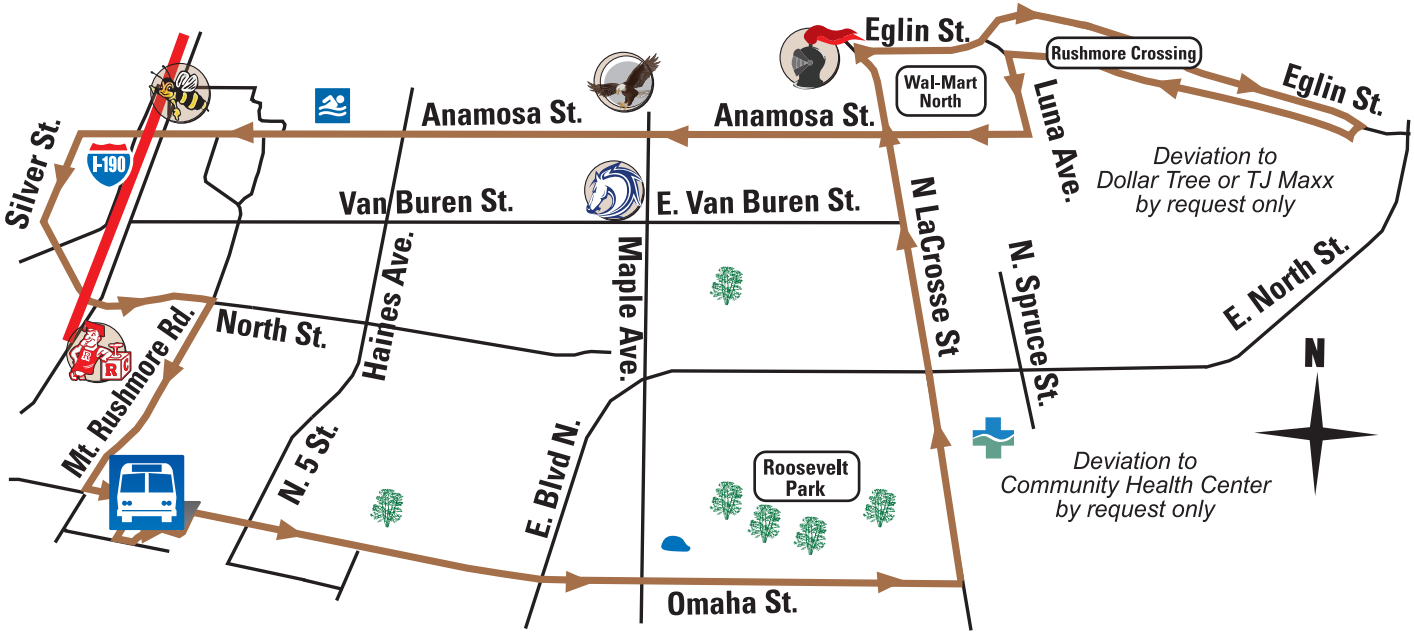 Eglin St.
Rushmore Crossing
Wal-Mart
North
Eglin St.
Anamosa St.
Anamosa St.
Luna Ave.
Silver St.
I-190
Deviation to
Dollar Tree or TJ Maxx
by request only
Van Buren St.
E. Van Buren St.
N LaCrosse St
Haines Ave.
Maple Ave.
N. Spruce St.
E. North St.
North St.
Mt. Rushmore Rd.
R
R
C
N
N. 5 St.
E. Blvd N.
Roosevelt
Park
Deviation to
Community Health Center
by request only
Omaha St.